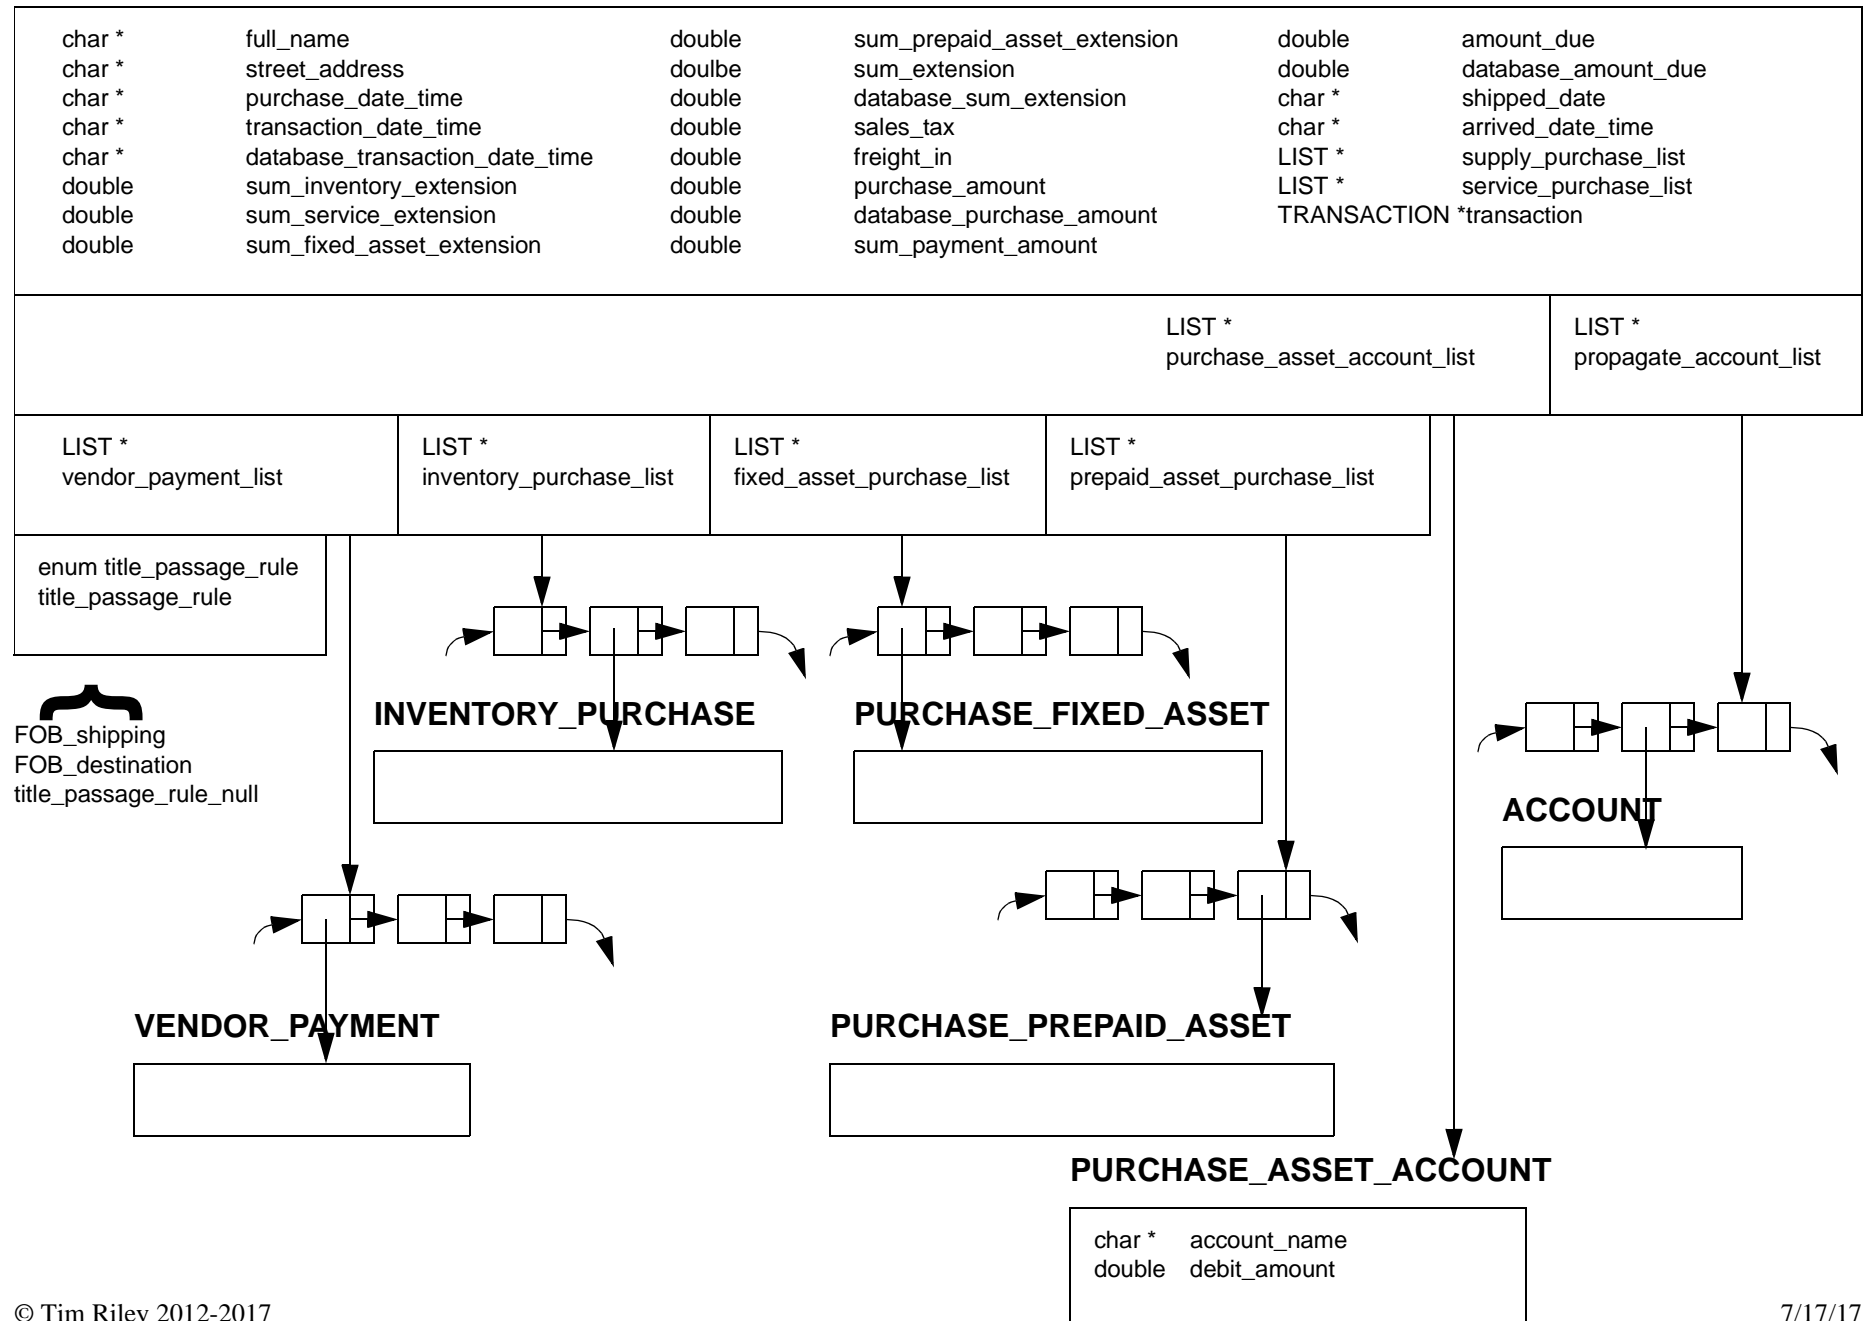 char * full_name double sum_prepaid_asset_extension double amount_due
char * street_address doulbe sum_extension double database_amount_due
char * purchase_date_time double database_sum_extension char * shipped_date
char * transaction_date_time double sales_tax char * arrived_date_time
char * database_transaction_date_time double freight_in LIST * supply_purchase_list
double sum_inventory_extension double purchase_amount LIST * service_purchase_list
double sum_service_extension double database_purchase_amount TRANSACTION *transaction
double sum_fixed_asset_extension double sum_payment_amount
LIST *
purchase_asset_account_list
LIST *
propagate_account_list
LIST *
vendor_payment_list
LIST *
inventory_purchase_list
LIST *
fixed_asset_purchase_list
LIST *
prepaid_asset_purchase_list
enum title_passage_rule
title_passage_rule
{
FOB_shipping
FOB_destination
title_passage_rule_null
INVENTORY_PURCHASE
PURCHASE_FIXED_ASSET
ACCOUNT
VENDOR_PAYMENT
PURCHASE_PREPAID_ASSET
PURCHASE_ASSET_ACCOUNT
char * account_name
double debit_amount
© Tim Riley 2012-2017
7/17/17